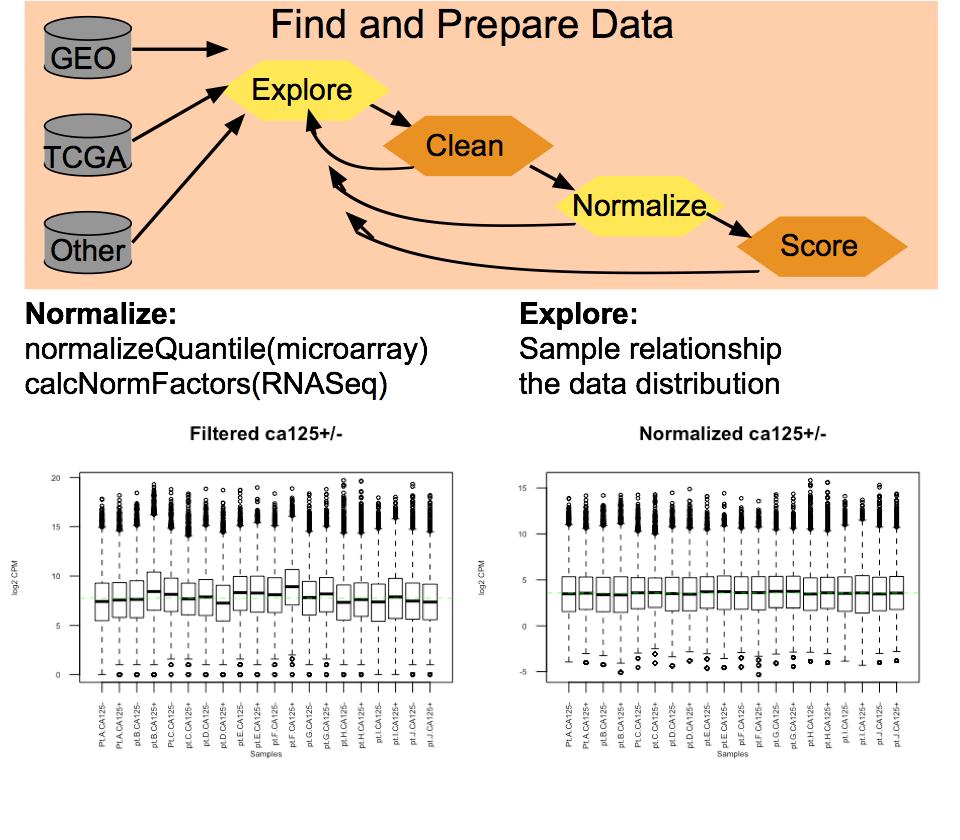 Find and Prepare Data
GEO
Explore
TCGA
Clean
Normalize
Other
Score
Normalize:
normalizeQuantile(microarray)
calcNormFactors(RNASeq)
Explore:
Sample relationship
the data distribution
Filtered ca125+/-
20
15
10
5
0
log2 CPM
Pt.A.CA125-
Pt.A.CA125+
pt.B.CA125-
pt.B.CA125+
Pt.C.CA125-
pt.C.CA125+
pt.D.CA125-
pt.D.CA125+
pt.E.CA125-
pt.E.CA125+
pt.F.CA125-
pt.F.CA125+
pt.G.CA125-
pt.G.CA125+
pt.H.CA125-
pt.H.CA125+
pt.I.CA125-
pt.I.CA125+
pt.J.CA125-
pt.J.CA125+
Samples
Normalized ca125+/-
15
10
5
0
-5
log2 CPM
Pt.A.CA125-
Pt.A.CA125+
pt.B.CA125-
pt.B.CA125+
Pt.C.CA125-
pt.C.CA125+
pt.D.CA125-
pt.D.CA125+
pt.E.CA125-
pt.E.CA125+
pt.F.CA125-
pt.F.CA125+
pt.G.CA125-
pt.G.CA125+
pt.H.CA125-
pt.H.CA125+
pt.I.CA125-
pt.I.CA125+
pt.J.CA125-
pt.J.CA125+
Samples